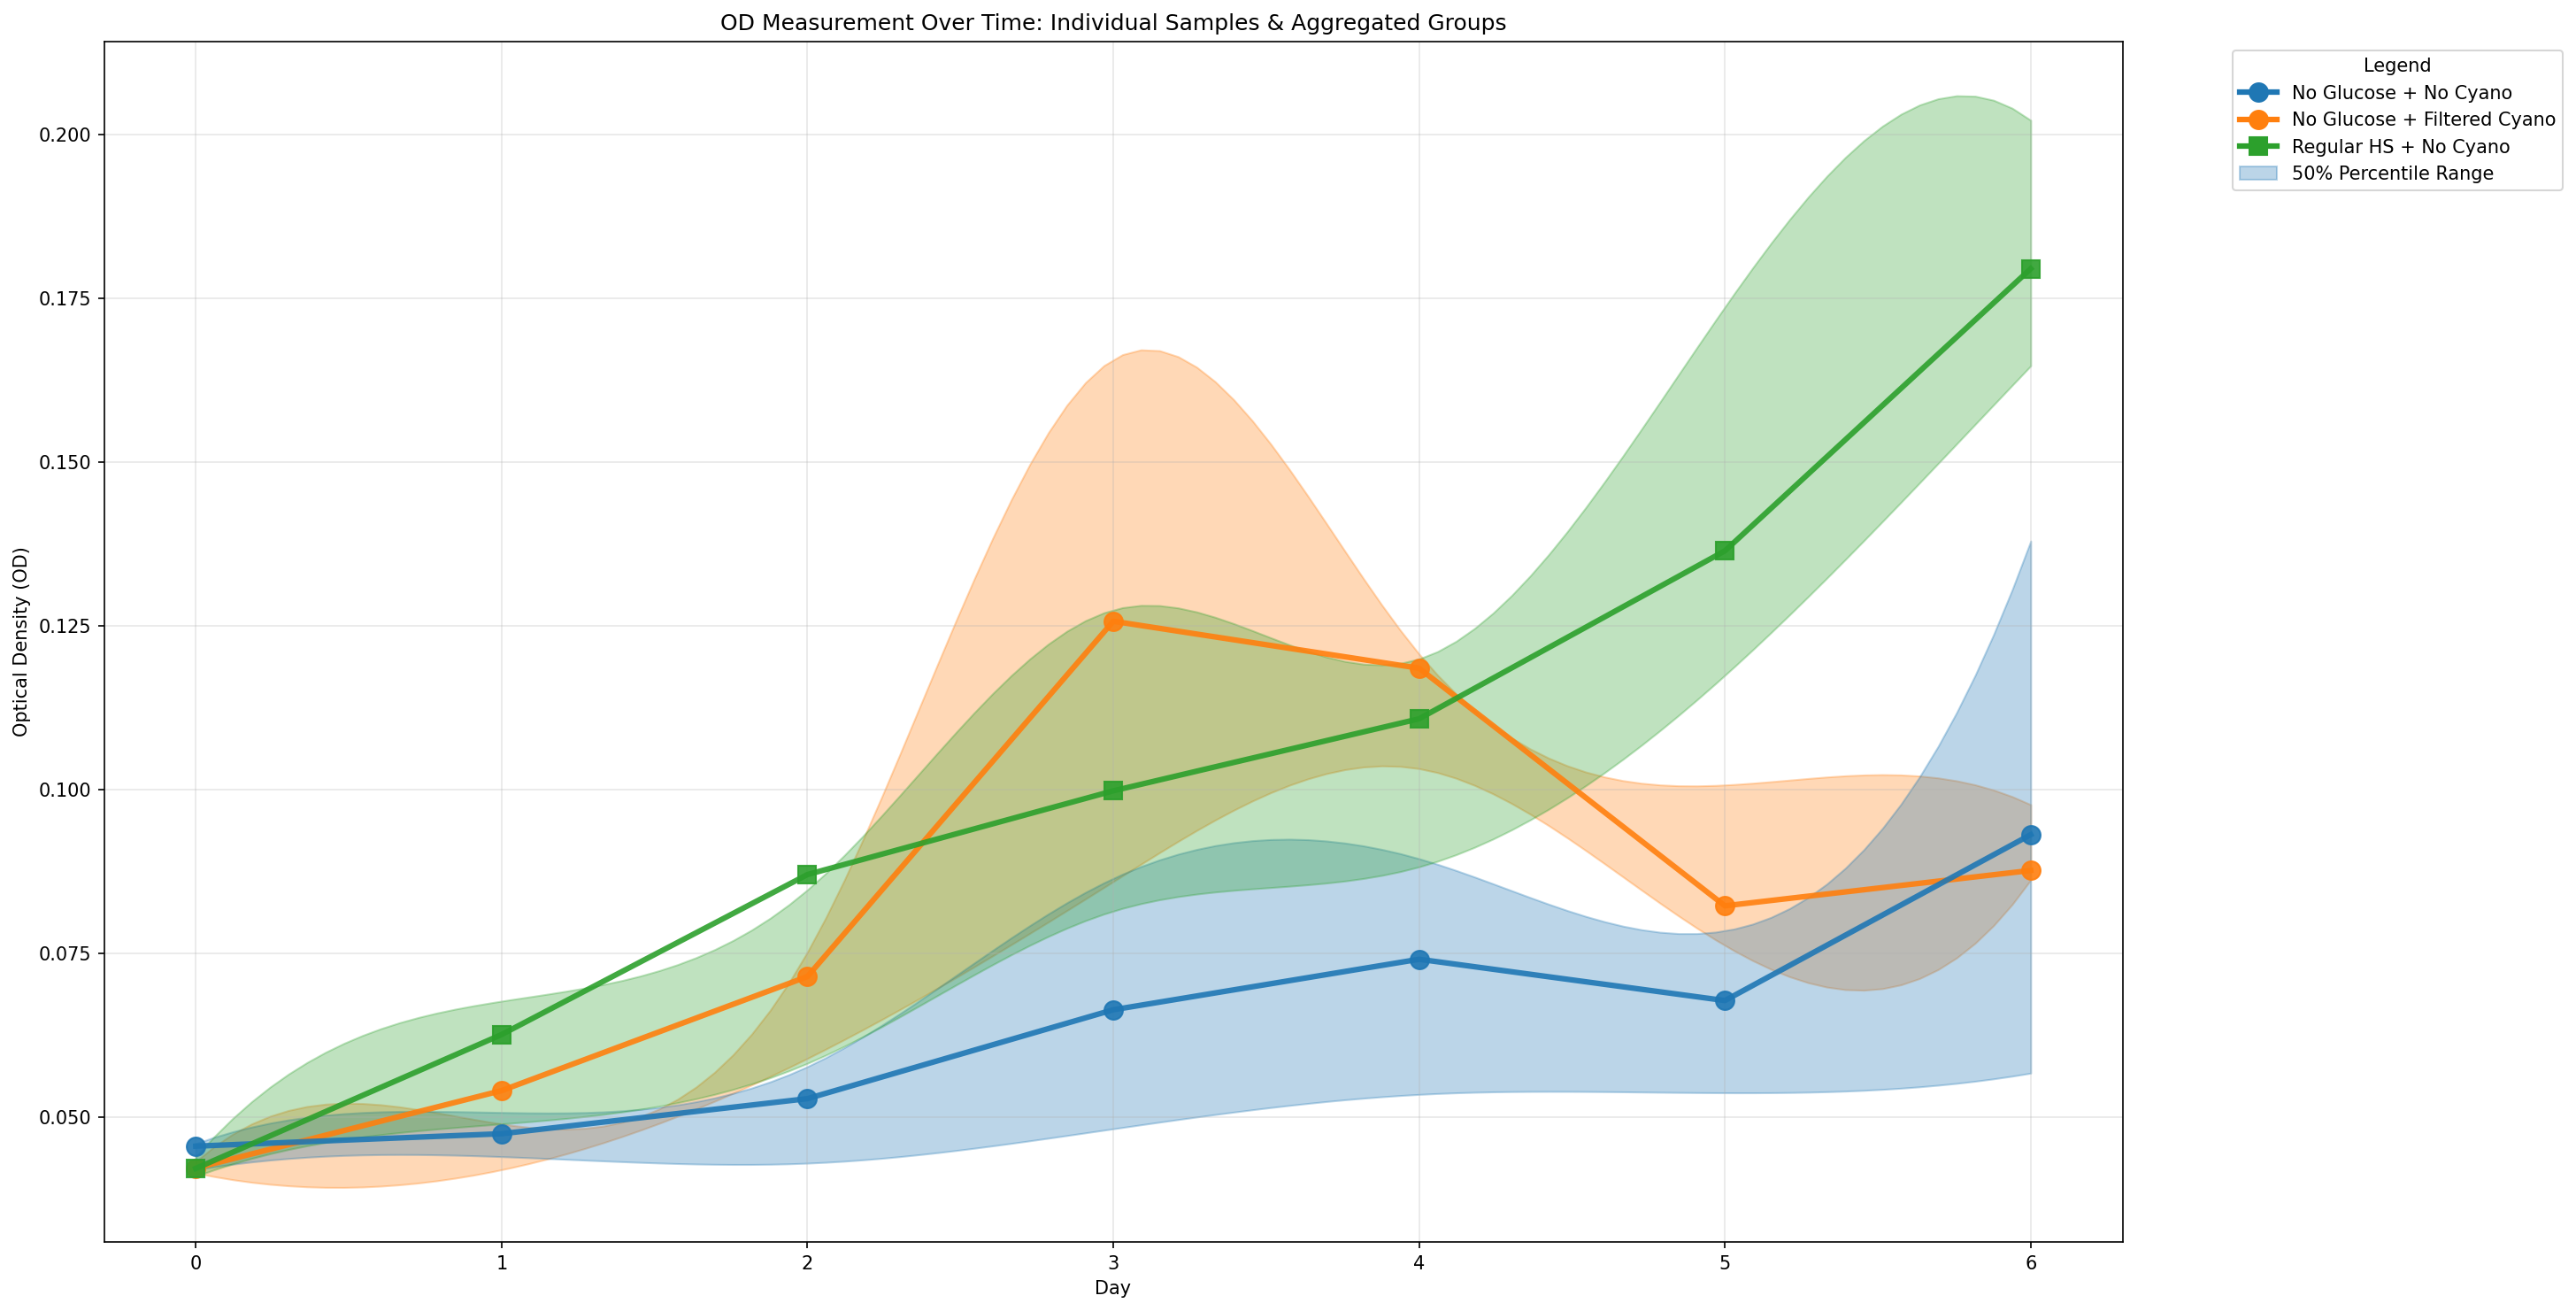 OD Measurement Over Time: Individual Samples & Aggregated Groups
Legend
No Glucose + No Cyano
No Glucose + Filtered Cyano
Regular HS + No Cyano
50% Percentile Range
Optical Density (OD)
0.200
0.175
0.150
0.125
0.100
0.075
0.050
0 1 2 3 4 5 6
Day